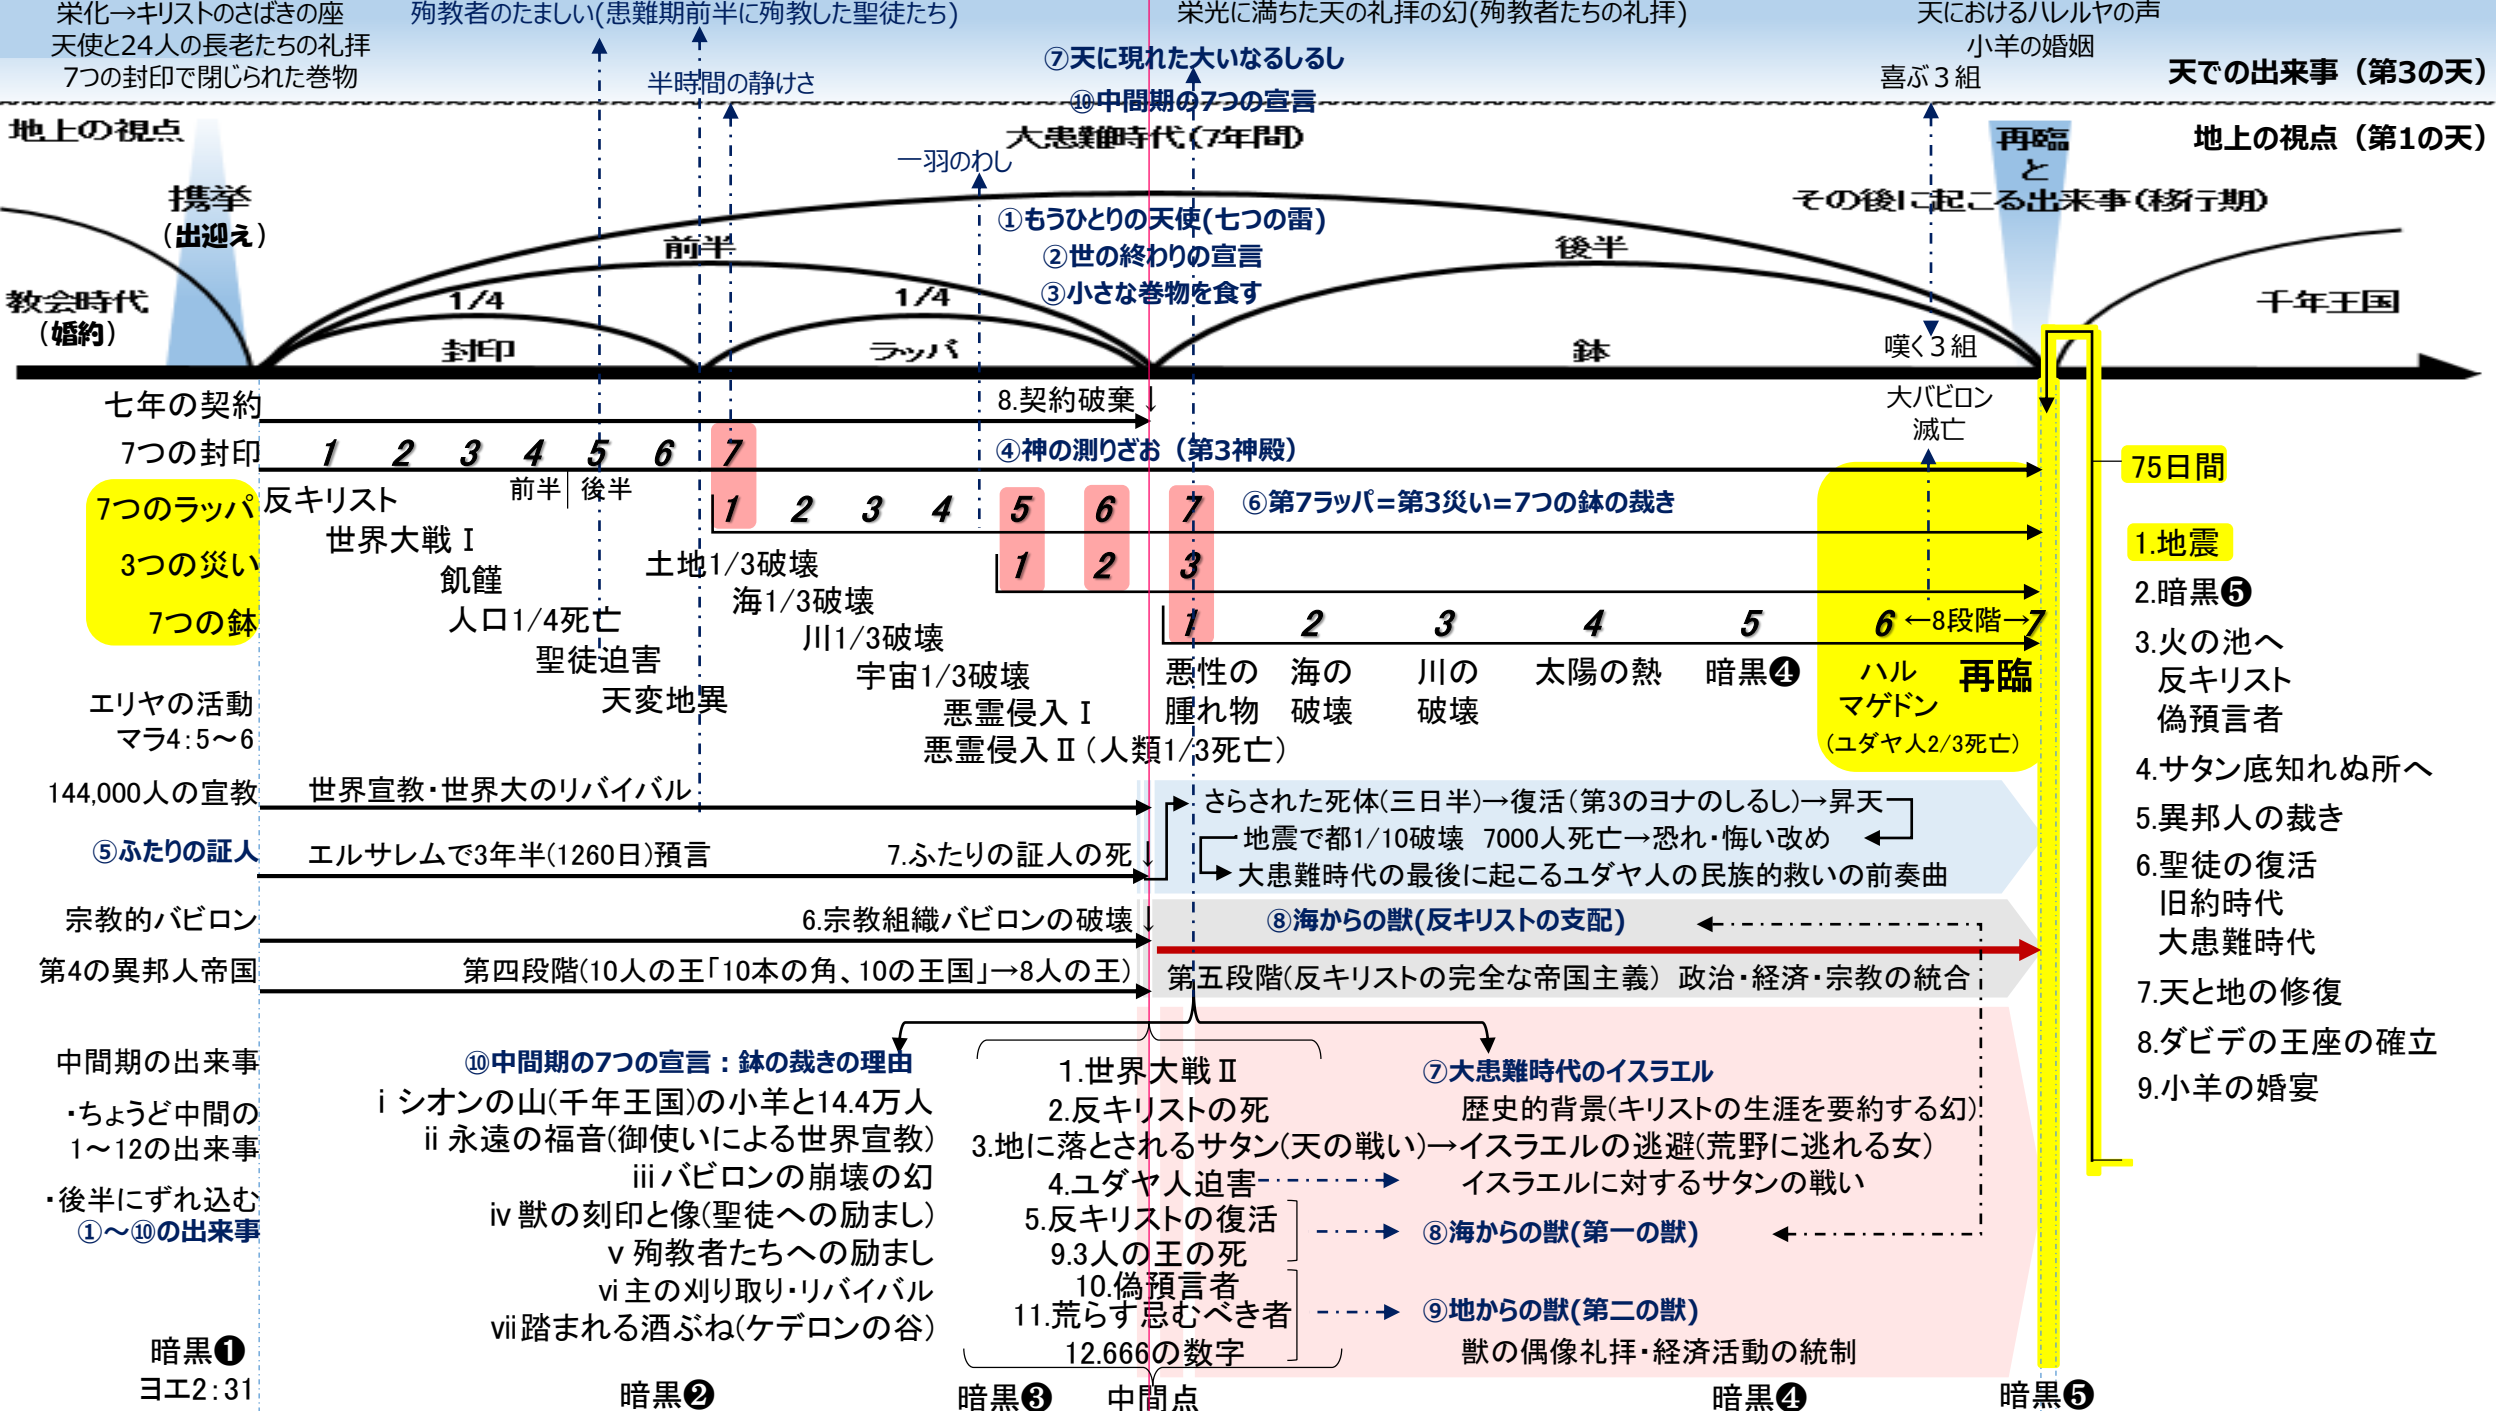 栄化→キリストのさばきの座
天使と24人の長老たちの礼拝
7つの封印で閉じられた巻物
殉教者のたましい(患難期前半に殉教した聖徒たち)
半時間の静けさ
栄光に満ちた天の礼拝の幻(殉教者たちの礼拝)
⑦天に現れた大いなるしるし
⑩中間期の7つの宣言
天におけるハレルヤの声
小羊の婚姻
喜ぶ3組
天での出来事（第3の天）
地上の視点
大患難時代(7年間)
地上の視点（第1の天）
携挙
(出迎え)
一羽のわし
再臨
と
その後に起こる出来事(移行期)
①もうひとりの天使(七つの雷)
②世の終わりの宣言
③小さな巻物を食す
前半
後半
教会時代
(婚約)
1/4
1/4
千年王国
封印
ラッパ
鉢
嘆く3組
七年の契約
8.契約破棄↓
大バビロン
滅亡
7つの封印
1 2 3 4 5 6 7
④神の測りざお（第3神殿）
前半 後半
75日間
7つのラッパ
反キリスト
1 2 3 4 5 6 7
⑥第7ラッパ=第3災い=7つの鉢の裁き
世界大戦Ⅰ
1.地震
3つの災い
飢饉
土地1/3破壊
1 2 3
海1/3破壊
2.暗黒❺
7つの鉢
人口1/4死亡
川1/3破壊
1 2 3 4 5 6 ←8段階→7
聖徒迫害
宇宙1/3破壊
天変地異
悪霊侵入Ⅰ
悪霊侵入Ⅱ(人類1/3死亡)
悪性の
腫れ物
海の
破壊
川の
破壊
太陽の熱
暗黒❹
ハル
マゲドン
(ユダヤ人2/3死亡)
再臨
3.火の池へ
反キリスト
偽預言者
4.サタン底知れぬ所へ
5.異邦人の裁き
6.聖徒の復活
旧約時代
大患難時代
7.天と地の修復
8.ダビデの王座の確立
9.小羊の婚宴
エリヤの活動
マラ4:5～6
144,000人の宣教
世界宣教・世界大のリバイバル
さらされた死体(三日半)→復活(第3のヨナのしるし)→昇天
地震で都1/10破壊 7000人死亡→恐れ・悔い改め
大患難時代の最後に起こるユダヤ人の民族的救いの前奏曲
⑤ふたりの証人
エルサレムで3年半(1260日)預言
7.ふたりの証人の死↓
宗教的バビロン
6.宗教組織バビロンの破壊↓
⑧海からの獣(反キリストの支配)
第4の異邦人帝国
第四段階(10人の王「10本の角、10の王国」→8人の王)
第五段階(反キリストの完全な帝国主義) 政治・経済・宗教の統合
中間期の出来事
・ちょうど中間の
1～12の出来事
・後半にずれ込む
①～⑩の出来事
⑩中間期の7つの宣言：鉢の裁きの理由
ⅰシオンの山(千年王国)の小羊と14.4万人
ⅱ永遠の福音(御使いによる世界宣教)
ⅲバビロンの崩壊の幻
ⅳ獣の刻印と像(聖徒への励まし)
ⅴ殉教者たちへの励まし
ⅵ主の刈り取り・リバイバル
ⅶ踏まれる酒ぶね(ケデロンの谷)
1.世界大戦Ⅱ
2.反キリストの死
3.地に落とされるサタン(天の戦い)→イスラエルの逃避(荒野に逃れる女)
4.ユダヤ人迫害
5.反キリストの復活
9.3人の王の死
10.偽預言者
11.荒らす忌むべき者
12.666の数字
⑦大患難時代のイスラエル
歴史的背景(キリストの生涯を要約する幻)
イスラエルに対するサタンの戦い
⑧海からの獣(第一の獣)
⑨地からの獣(第二の獣)
獣の偶像礼拝・経済活動の統制
暗黒❶
ヨエ2:31
暗黒❷
暗黒❸
中間点
暗黒❹
暗黒❺